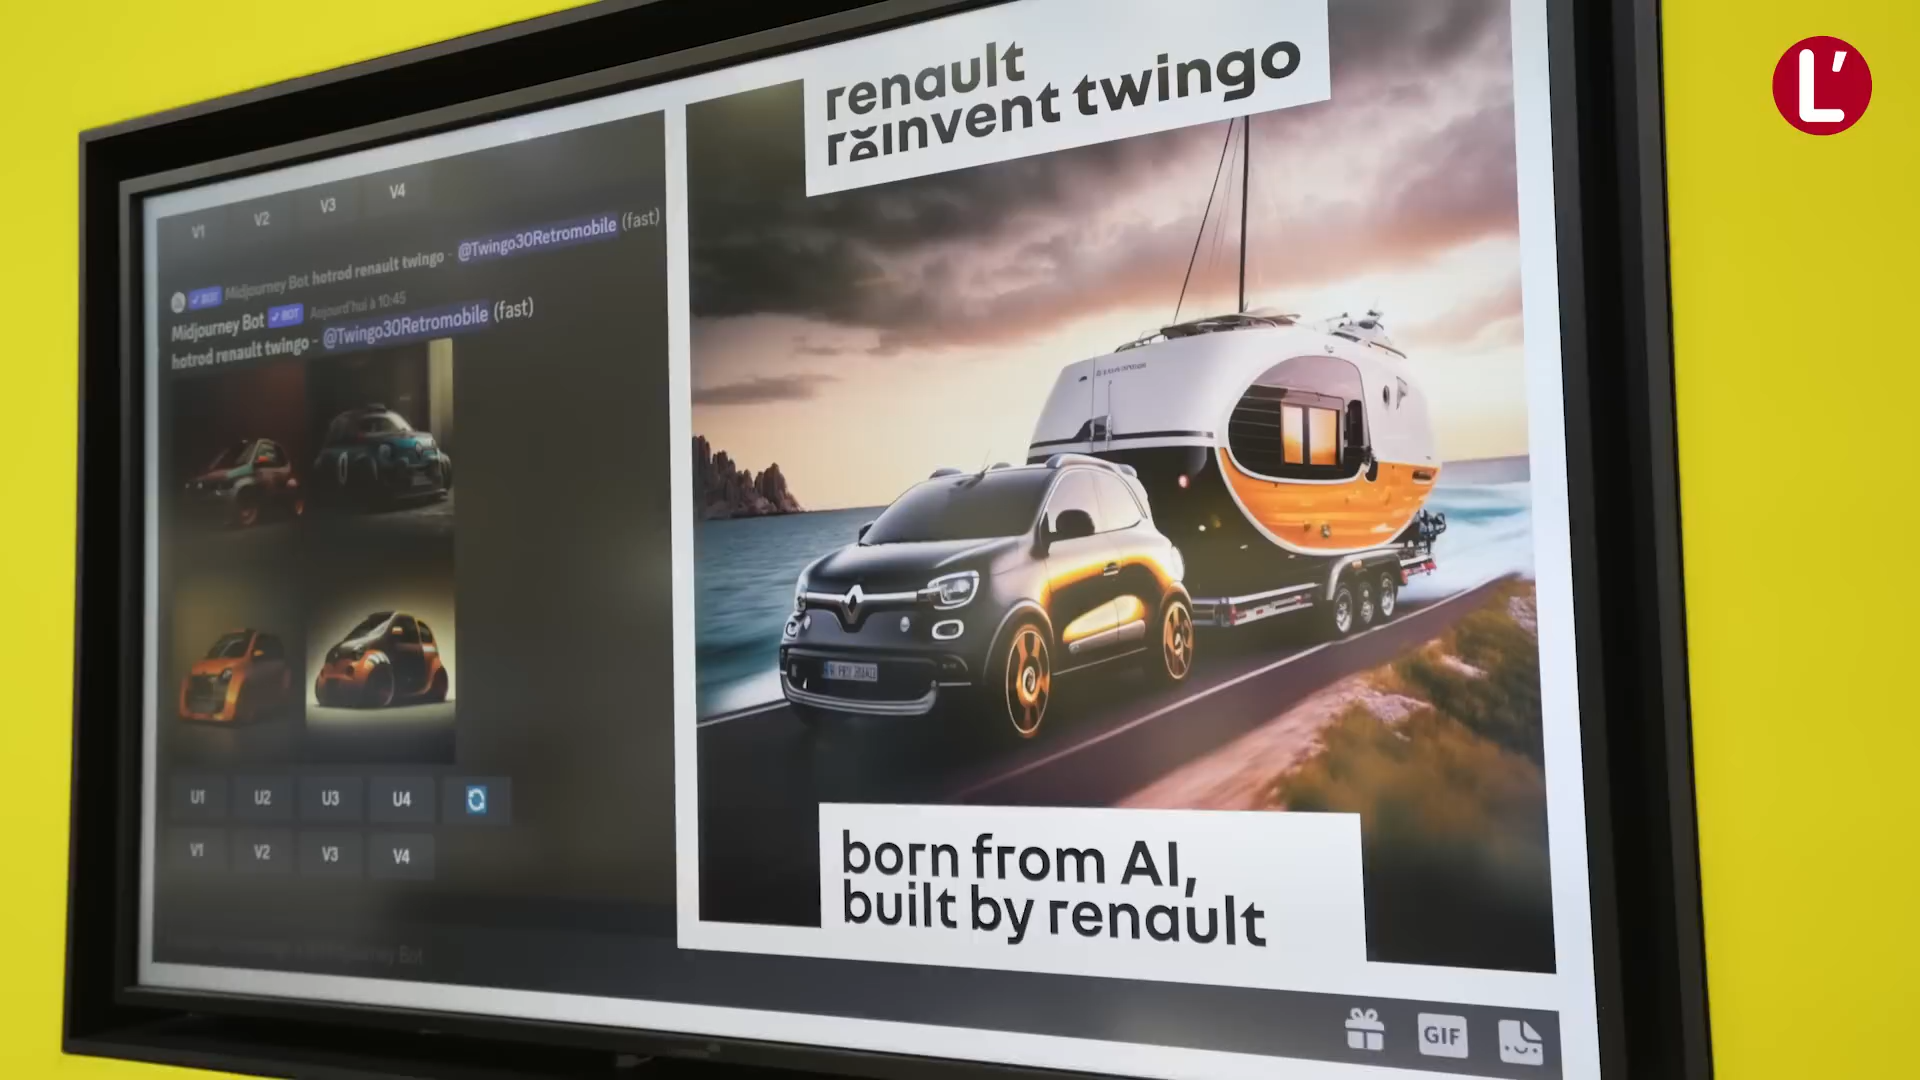 L'
renault
reinvent twingo
V1 V2 V3 V4
Midjourney Bot hotrod renault twingo - @Twingo30Retromobile (fast)
Midjourney Bot ✓ BOT Aujourd'hui à 10:45
hotrod renault twingo - @Twingo30Retromobile (fast)
U1 U2 U3 U4
V1 V2 V3 V4
born from AI,
built by renault
GIF